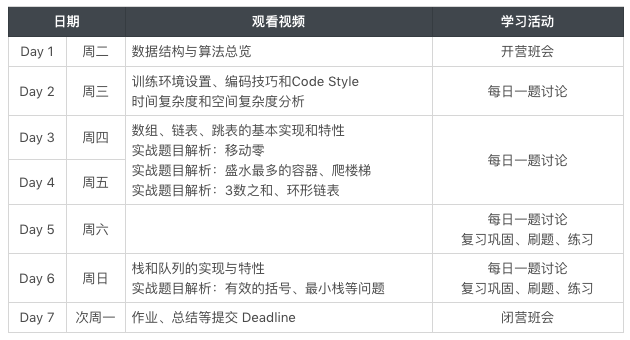 日期 观看视频 学习活动
Day 1 周二 数据结构与算法总览 开营班会
Day 2 周三 训练环境设置、编码技巧和Code Style
时间复杂度和空间复杂度分析 每日一题讨论
Day 3 周四 数组、链表、跳表的基本实现和特性
实战题目解析：移动零
Day 4 周五 实战题目解析：盛水最多的容器、爬楼梯
实战题目解析：3数之和、环形链表
每日一题讨论
Day 5 周六 每日一题讨论
复习巩固、刷题、练习
Day 6 周日 栈和队列的实现与特性 每日一题讨论
实战题目解析：有效的括号、最小栈等问题 复习巩固、刷题、练习
Day 7 次周一 作业、总结等提交 Deadline 闭营班会